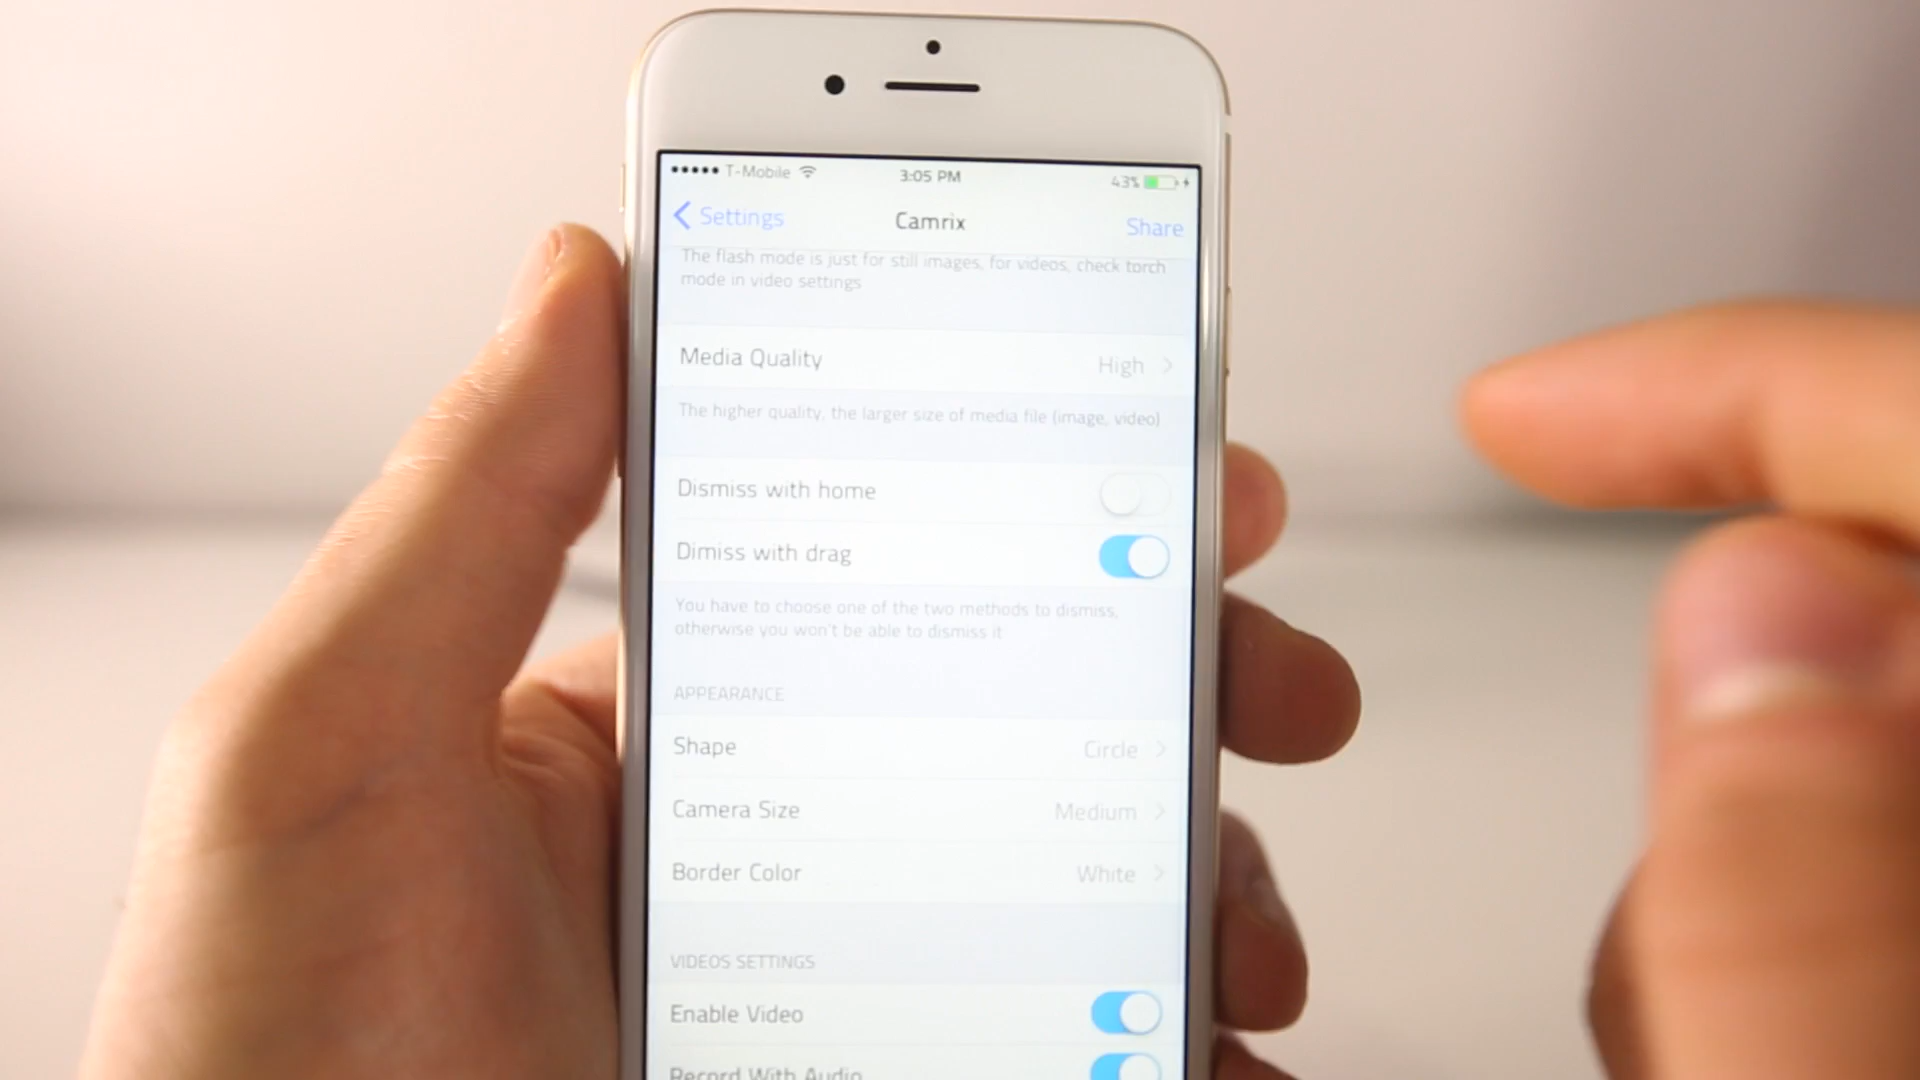 ●●●●● T-Mobile 3:05 PM 43%
Settings Camrix Share
The flash mode is just for still images, for videos, check torch
mode in video settings
Media Quality High
The higher quality, the larger size of media file (image, video)
Dismiss with home
Dimiss with drag
You have to choose one of the two methods to dismiss,
otherwise you won't be able to dismiss it
APPEARANCE
Shape Circle
Camera Size Medium
Border Color White
VIDEOS SETTINGS
Enable Video
Record With Audio